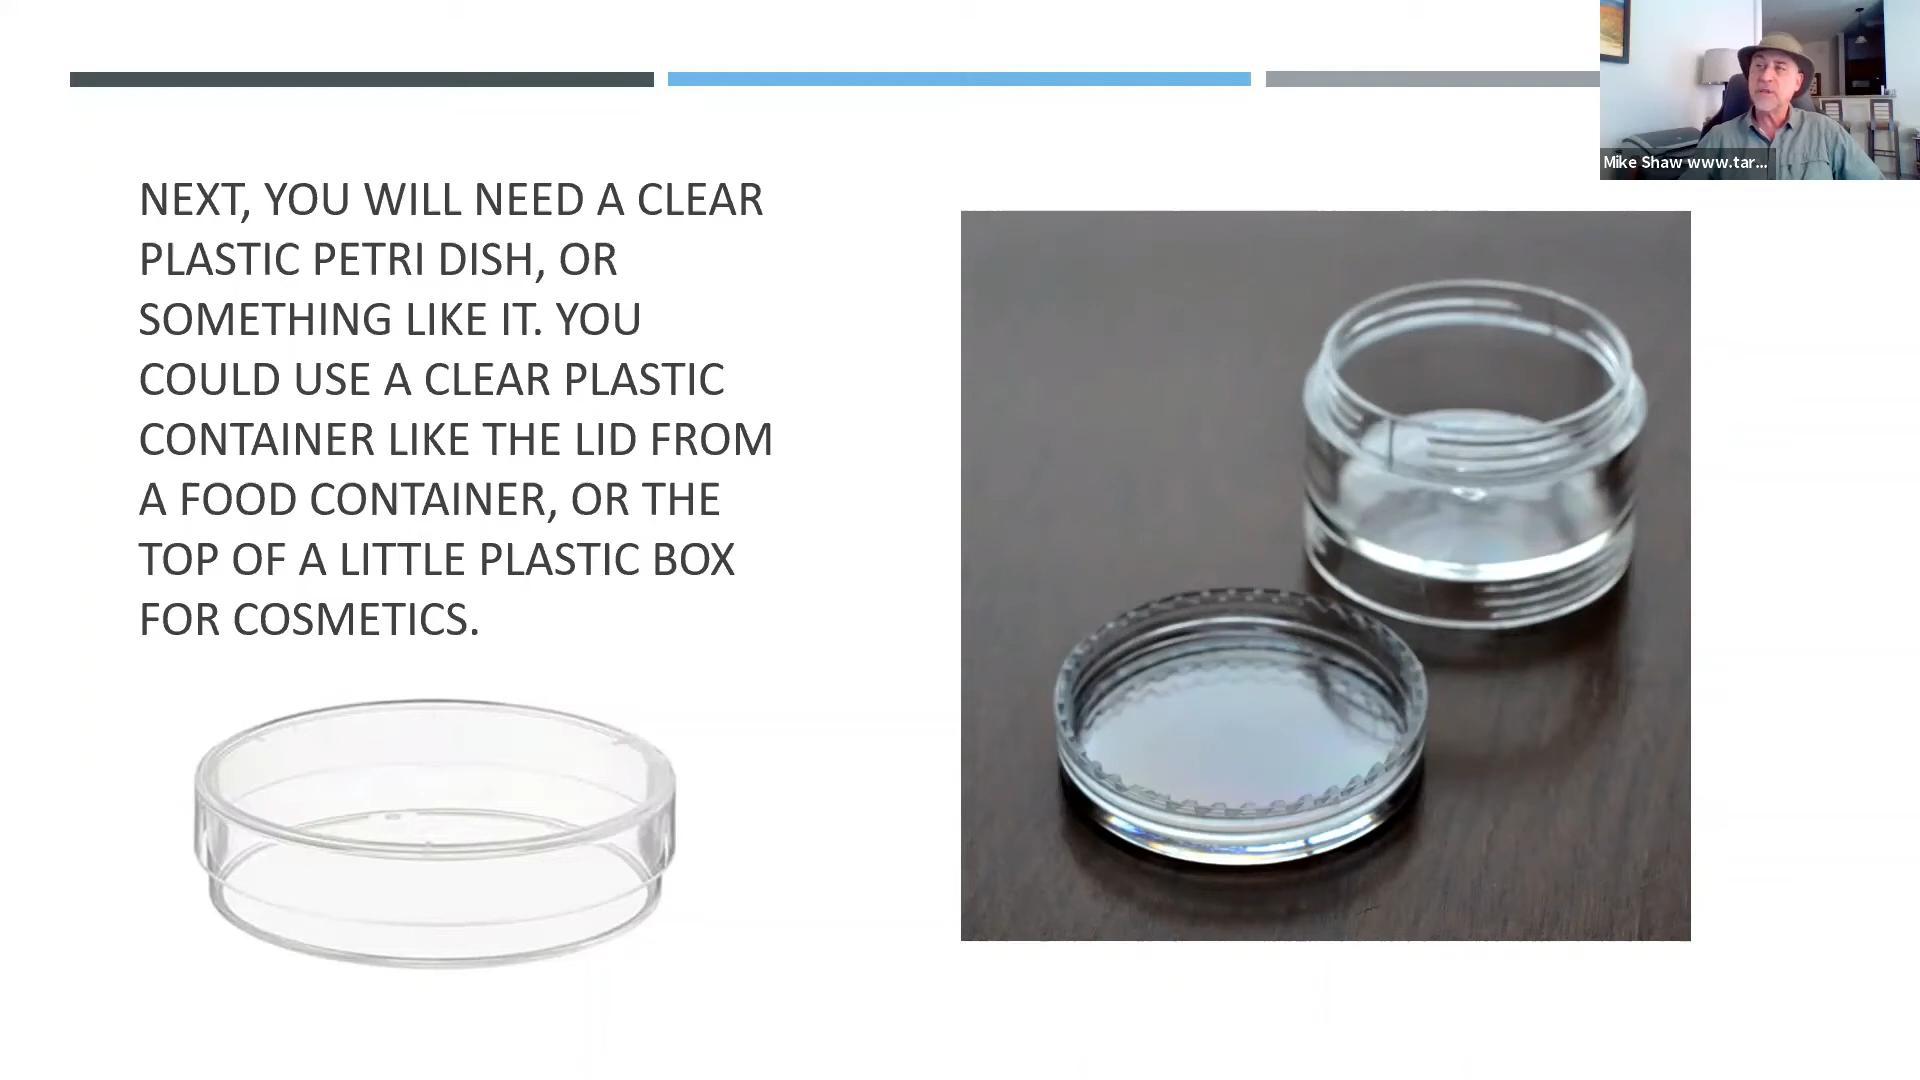 Mike Shaw www.tar...
NEXT, YOU WILL NEED A CLEAR
PLASTIC PETRI DISH, OR
SOMETHING LIKE IT. YOU
COULD USE A CLEAR PLASTIC
CONTAINER LIKE THE LID FROM
A FOOD CONTAINER, OR THE
TOP OF A LITTLE PLASTIC BOX
FOR COSMETICS.